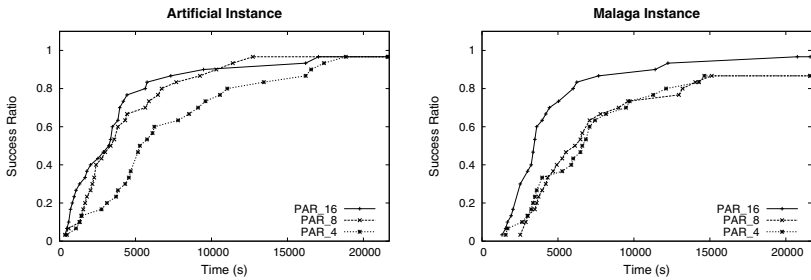 Artificial Instance
Success Ratio
1
0.8
0.6
0.4
0.2
0
0
5000
10000
15000
20000
Time (s)
PAR_16
PAR_8
PAR_4
Malaga Instance
Success Ratio
1
0.8
0.6
0.4
0.2
0
0
5000
10000
15000
20000
Time (s)
PAR_16
PAR_8
PAR_4